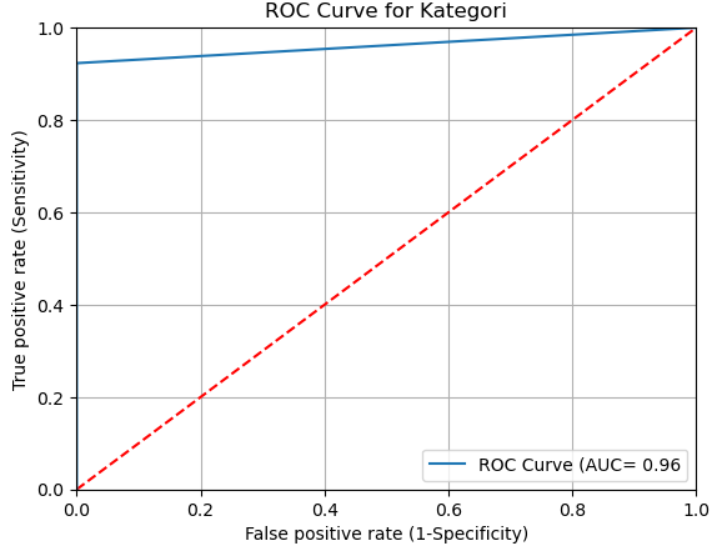 ROC Curve for Kategori
True positive rate (Sensitivity)
1.0
0.8
0.6
0.4
0.2
0.0
ROC Curve (AUC= 0.96
0.0 0.2 0.4 0.6 0.8 1.0
False positive rate (1-Specificity)